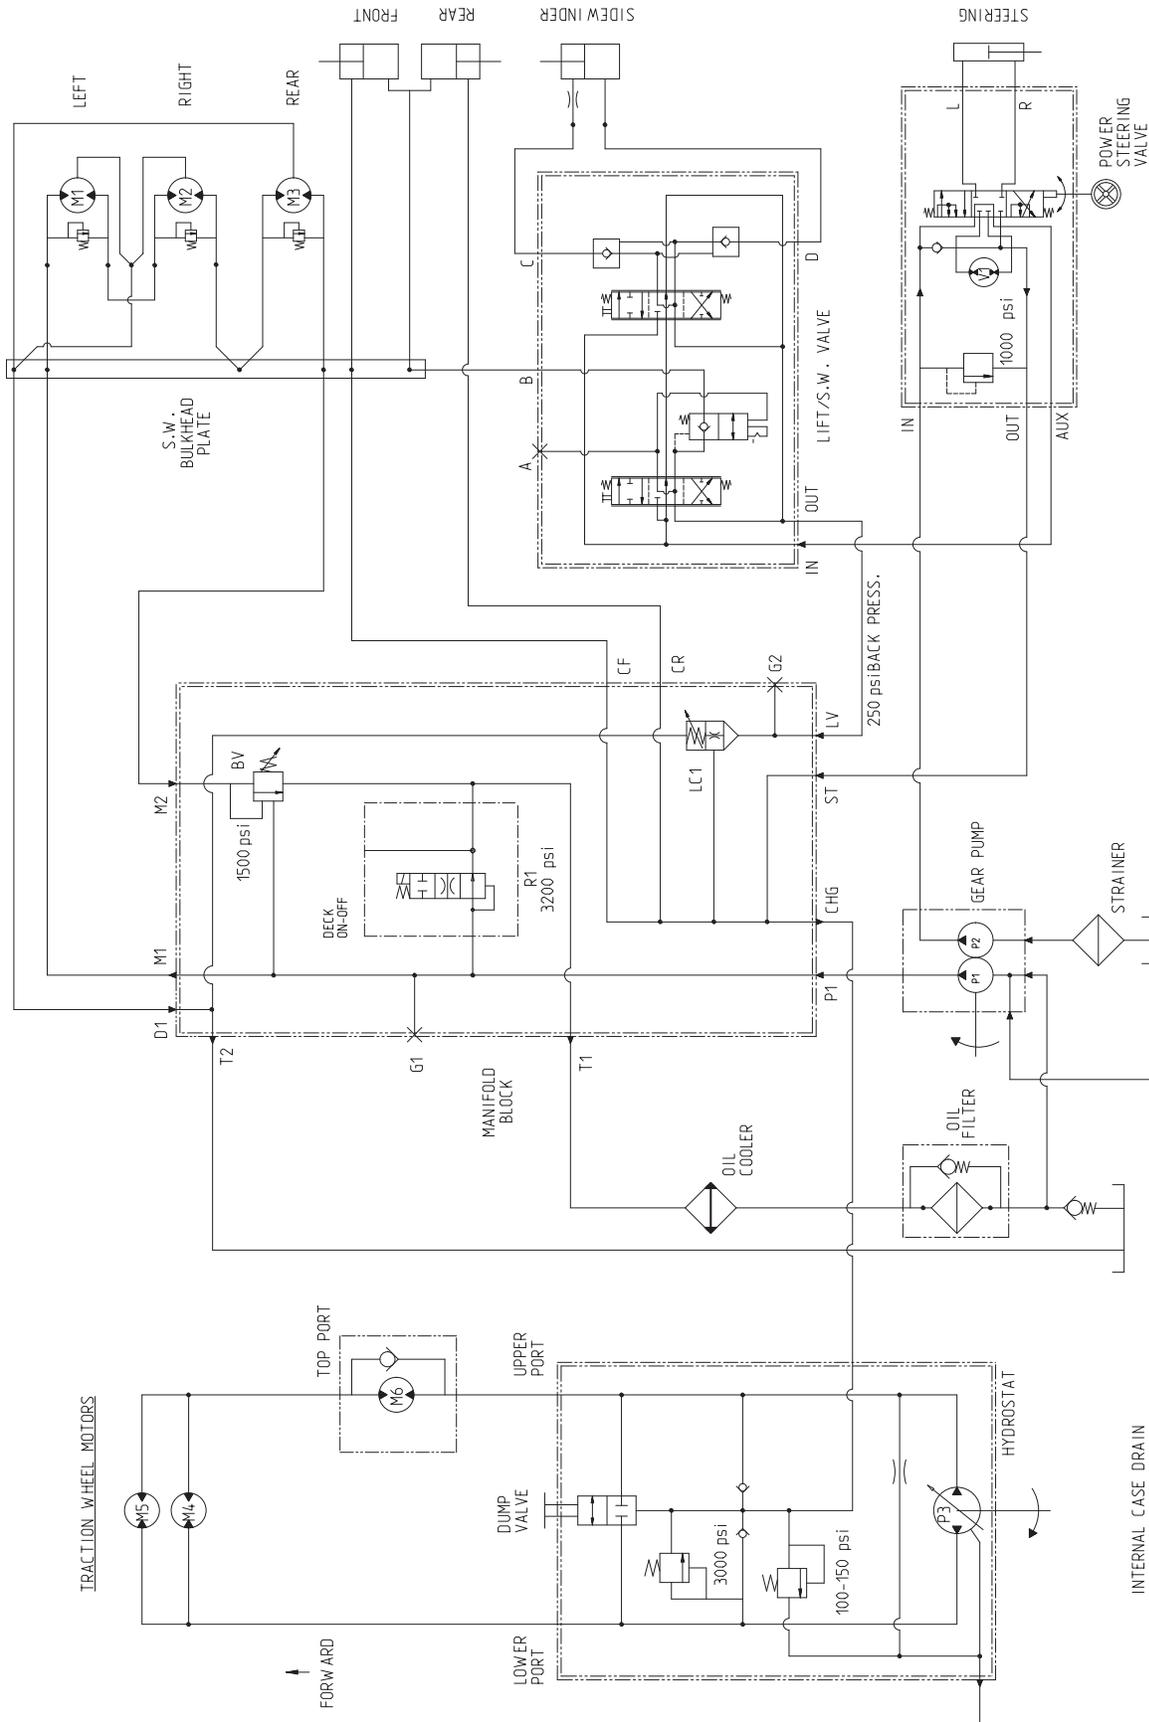 FRONT
REAR
SIDEWINDER
STEERING
LEFT
RIGHT
REAR
M1
M2
M3
L
R
POWER
STEERING
VALVE
S.W.
BULKHEAD
PLATE
C
D
B
A
LIFT/S.W. VALVE
V1
1000 psi
IN
OUT
AUX
OUT
IN
250 psiBACK PRESS.
CF
CR
G2
LV
M2
BV
1500 psi
LC1
ST
DECK
ON-OFF
R1
3200 psi
CHG
GEAR PUMP
STRAINER
M1
P1
P1
P2
D1
T2
G1
T1
MANIFOLD
BLOCK
OIL
COOLER
OIL
FILTER
TRACTION WHEEL MOTORS
TOP PORT
M6
M5
M4
UPPER
PORT
DUMP
VALVE
HYDROSTAT
3000 psi
100-150 psi
P3
LOWER
PORT
FORWARD
INTERNAL CASE DRAIN